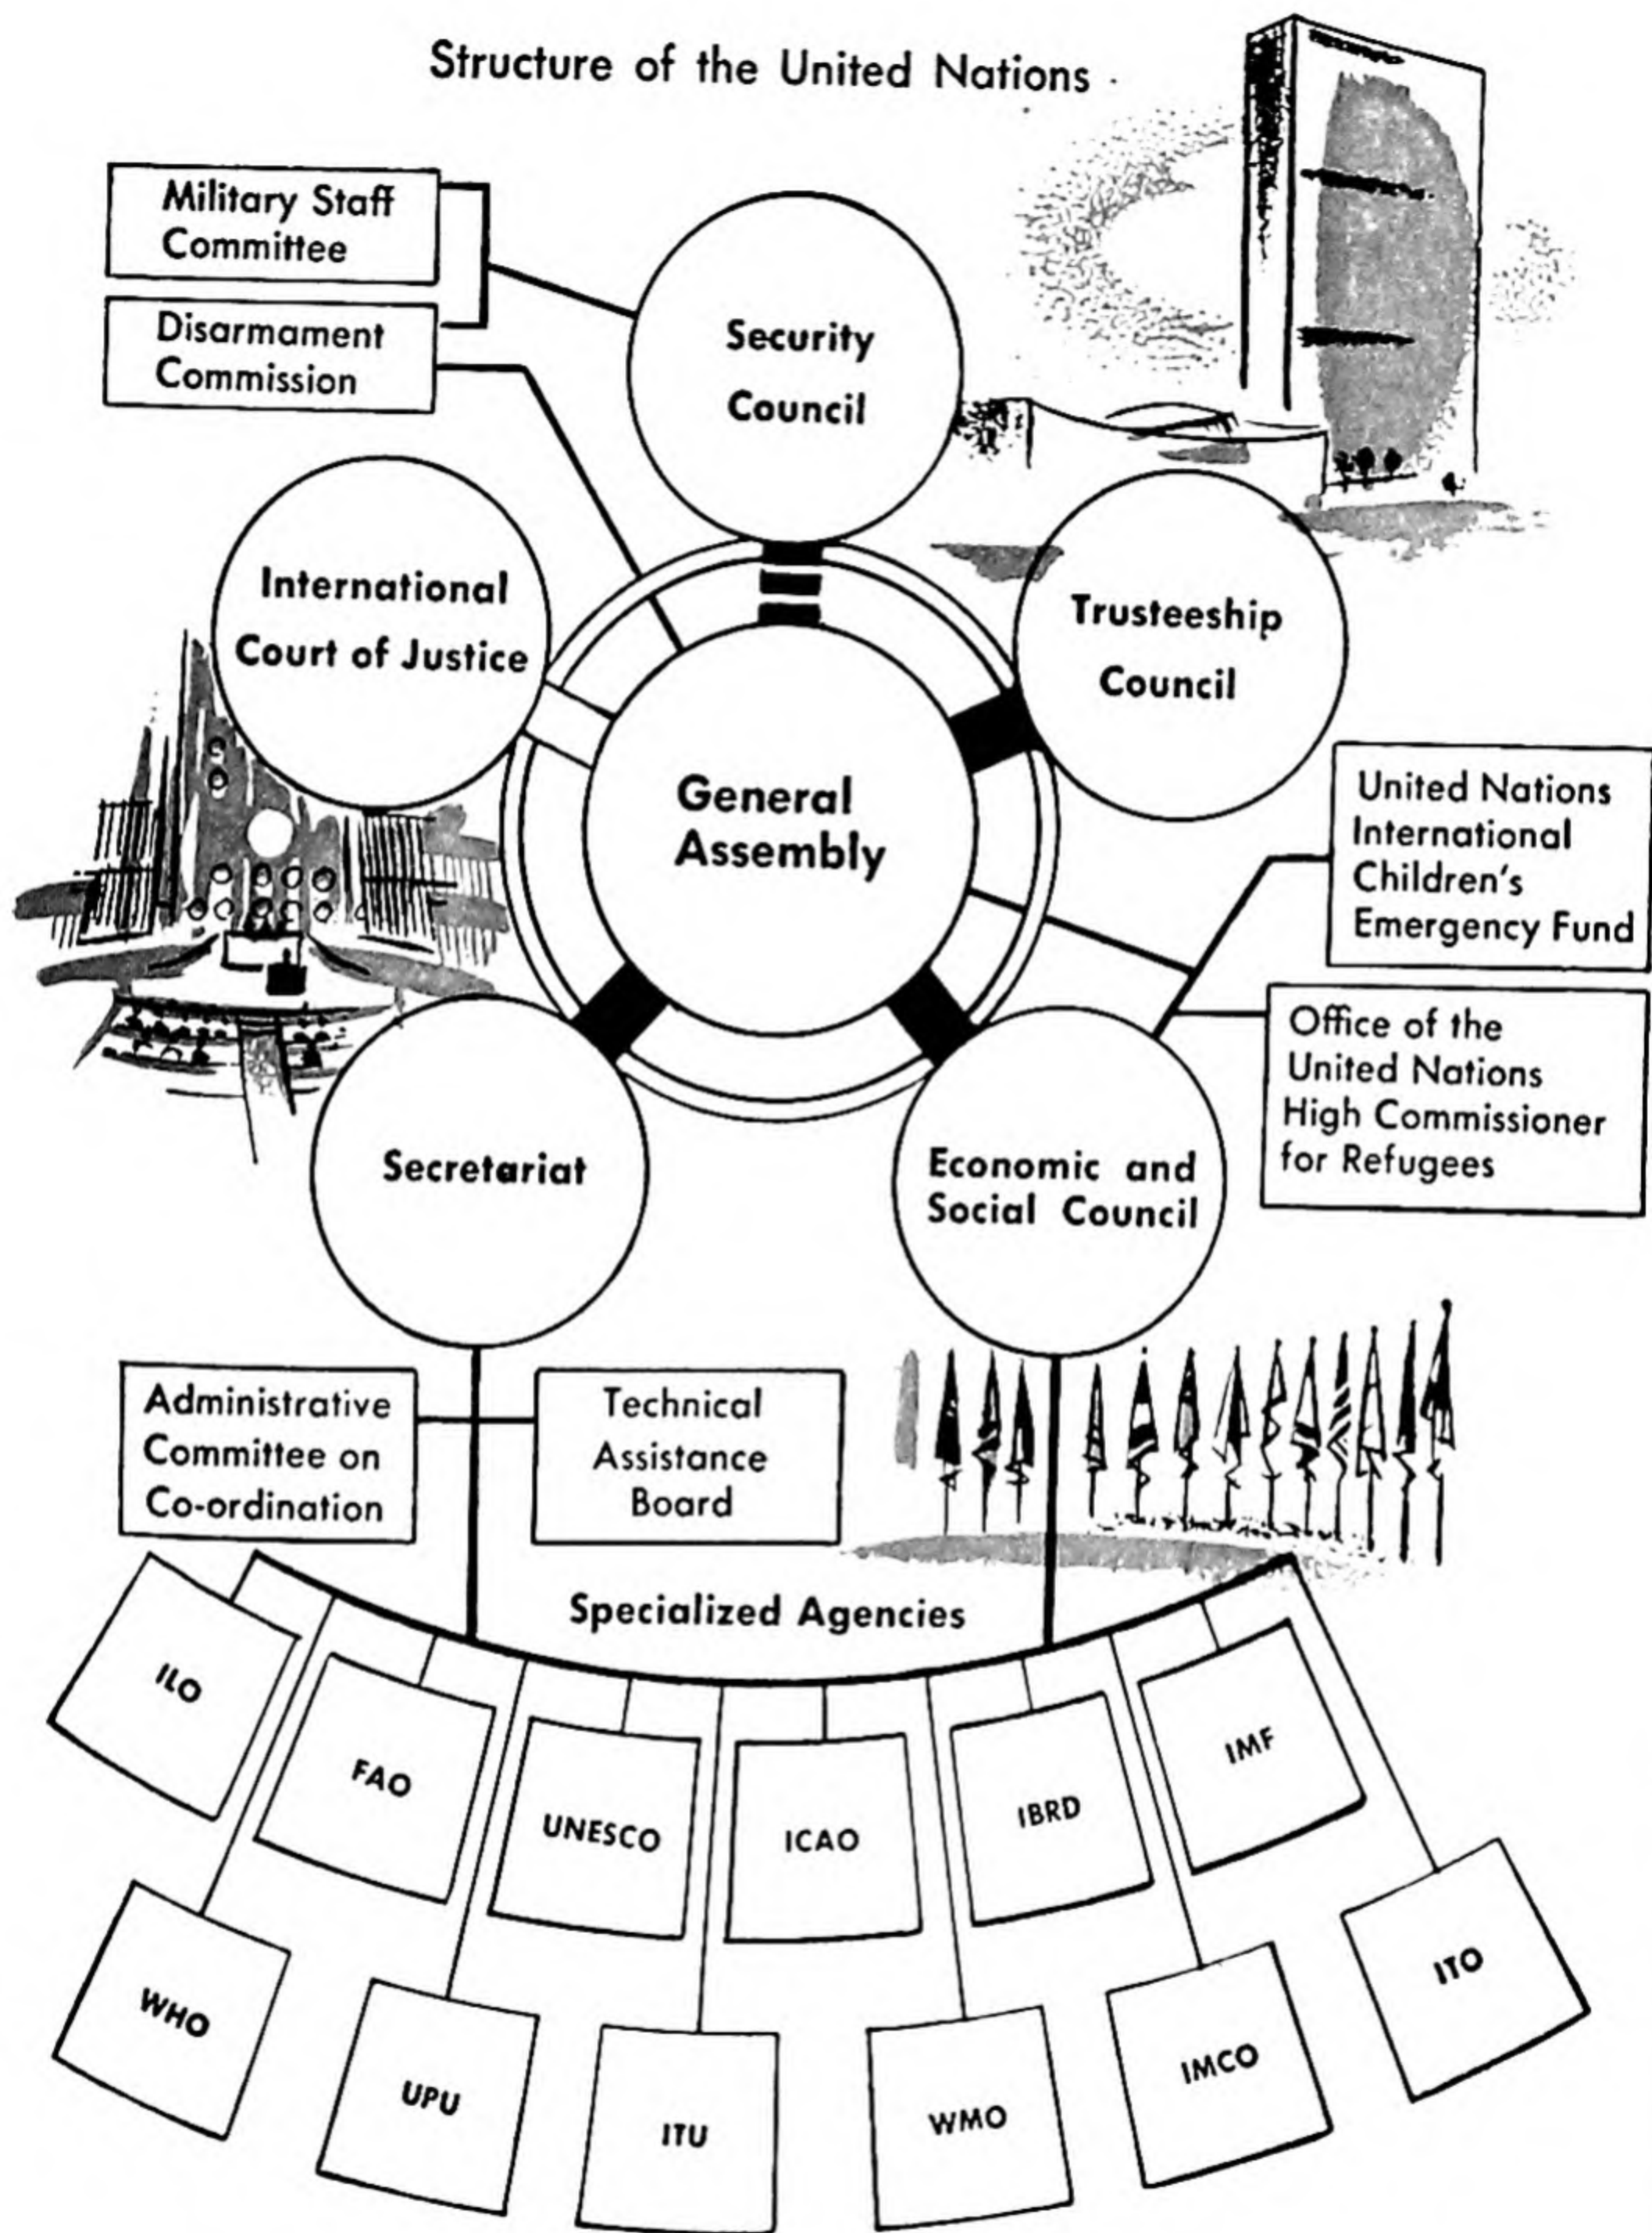 Structure of the United Nations
Military Staff
Committee
Disarmament
Commission
Security
Council
International
Court of Justice
Trusteeship
Council
General
Assembly
United Nations
International
Children's
Emergency Fund
Office of the
United Nations
High Commissioner
for Refugees
Secretariat
Economic and
Social Council
Administrative
Committee on
Co-ordination
Technical
Assistance
Board
Specialized Agencies
ILO
FAO
UNESCO
ICAO
IBRD
IMF
WHO
UPU
ITU
WMO
IMCO
ITO